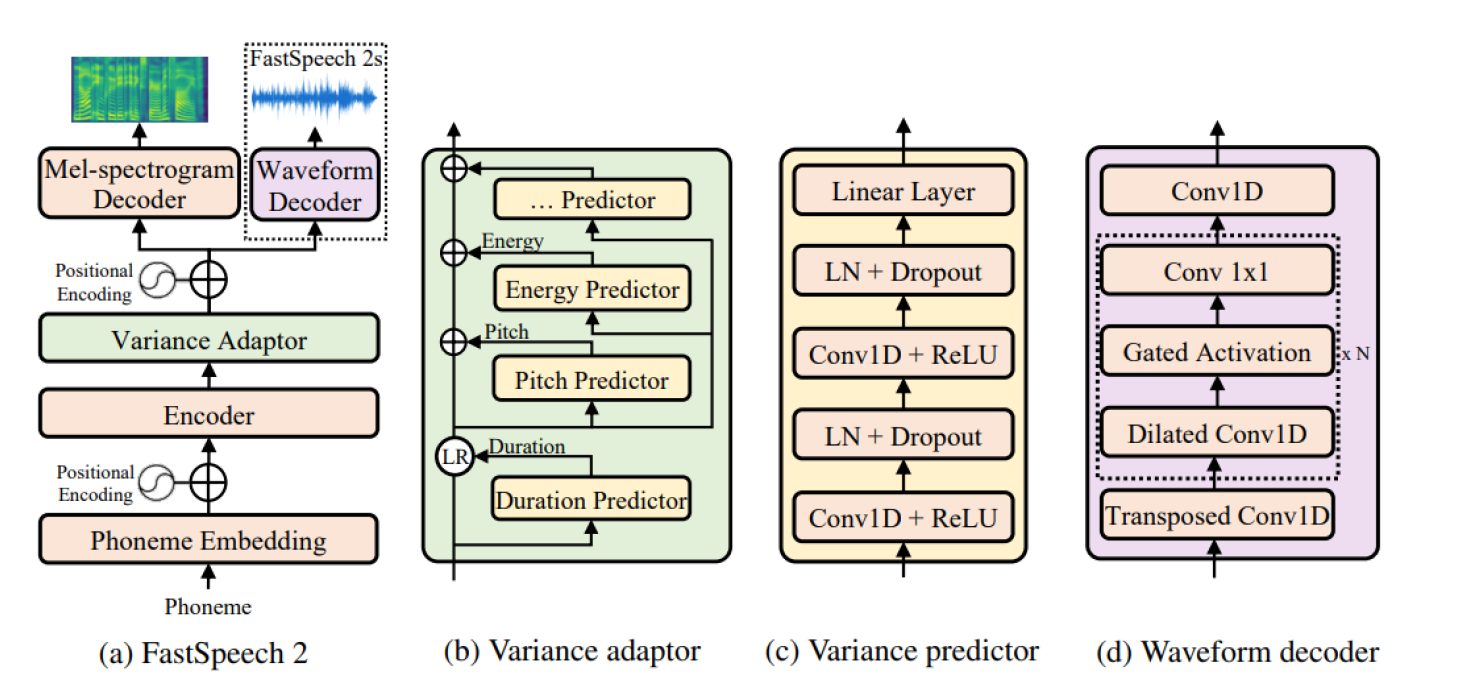 FastSpeech 2s
Mel-spectrogram
Decoder
Waveform
Decoder
Positional
Encoding
Variance Adaptor
Encoder
Positional
Encoding
Phoneme Embedding
Phoneme
(a) FastSpeech 2
... Predictor
Energy
Energy Predictor
Pitch
Pitch Predictor
LR
Duration
Duration Predictor
(b) Variance adaptor
Linear Layer
LN + Dropout
Conv1D + ReLU
LN + Dropout
Conv1D + ReLU
(c) Variance predictor
Conv1D
Conv 1x1
Gated Activation
x N
Dilated Conv1D
Transposed Conv1D
(d) Waveform decoder